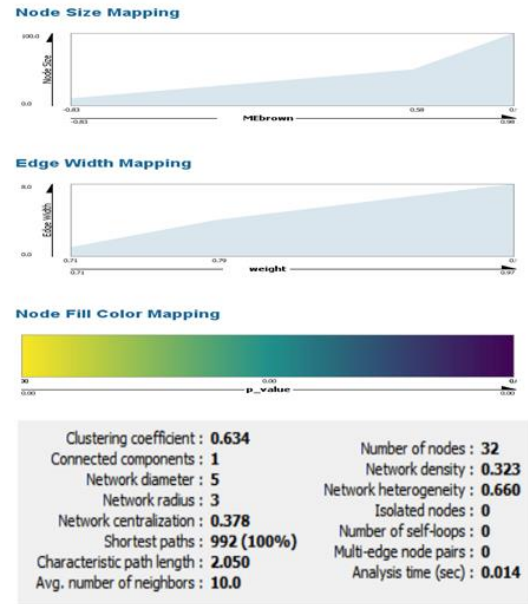 Node Size Mapping
100.0
Node Size
0.0
-0.83
0.59
-0.83
MEbrown
0.98
Edge Width Mapping
8.0
Edge Width
0.0
0.71
0.79
0.71
weight
0.97
Node Fill Color Mapping
0.00
0.00
p_value
0.00
Clustering coefficient : 0.634
Connected components : 1
Network diameter : 5
Network radius : 3
Network centralization : 0.378
Shortest paths : 992 (100%)
Characteristic path length : 2.050
Avg. number of neighbors : 10.0
Number of nodes : 32
Network density : 0.323
Network heterogeneity : 0.660
Isolated nodes : 0
Number of self-loops : 0
Multi-edge node pairs : 0
Analysis time (sec) : 0.014